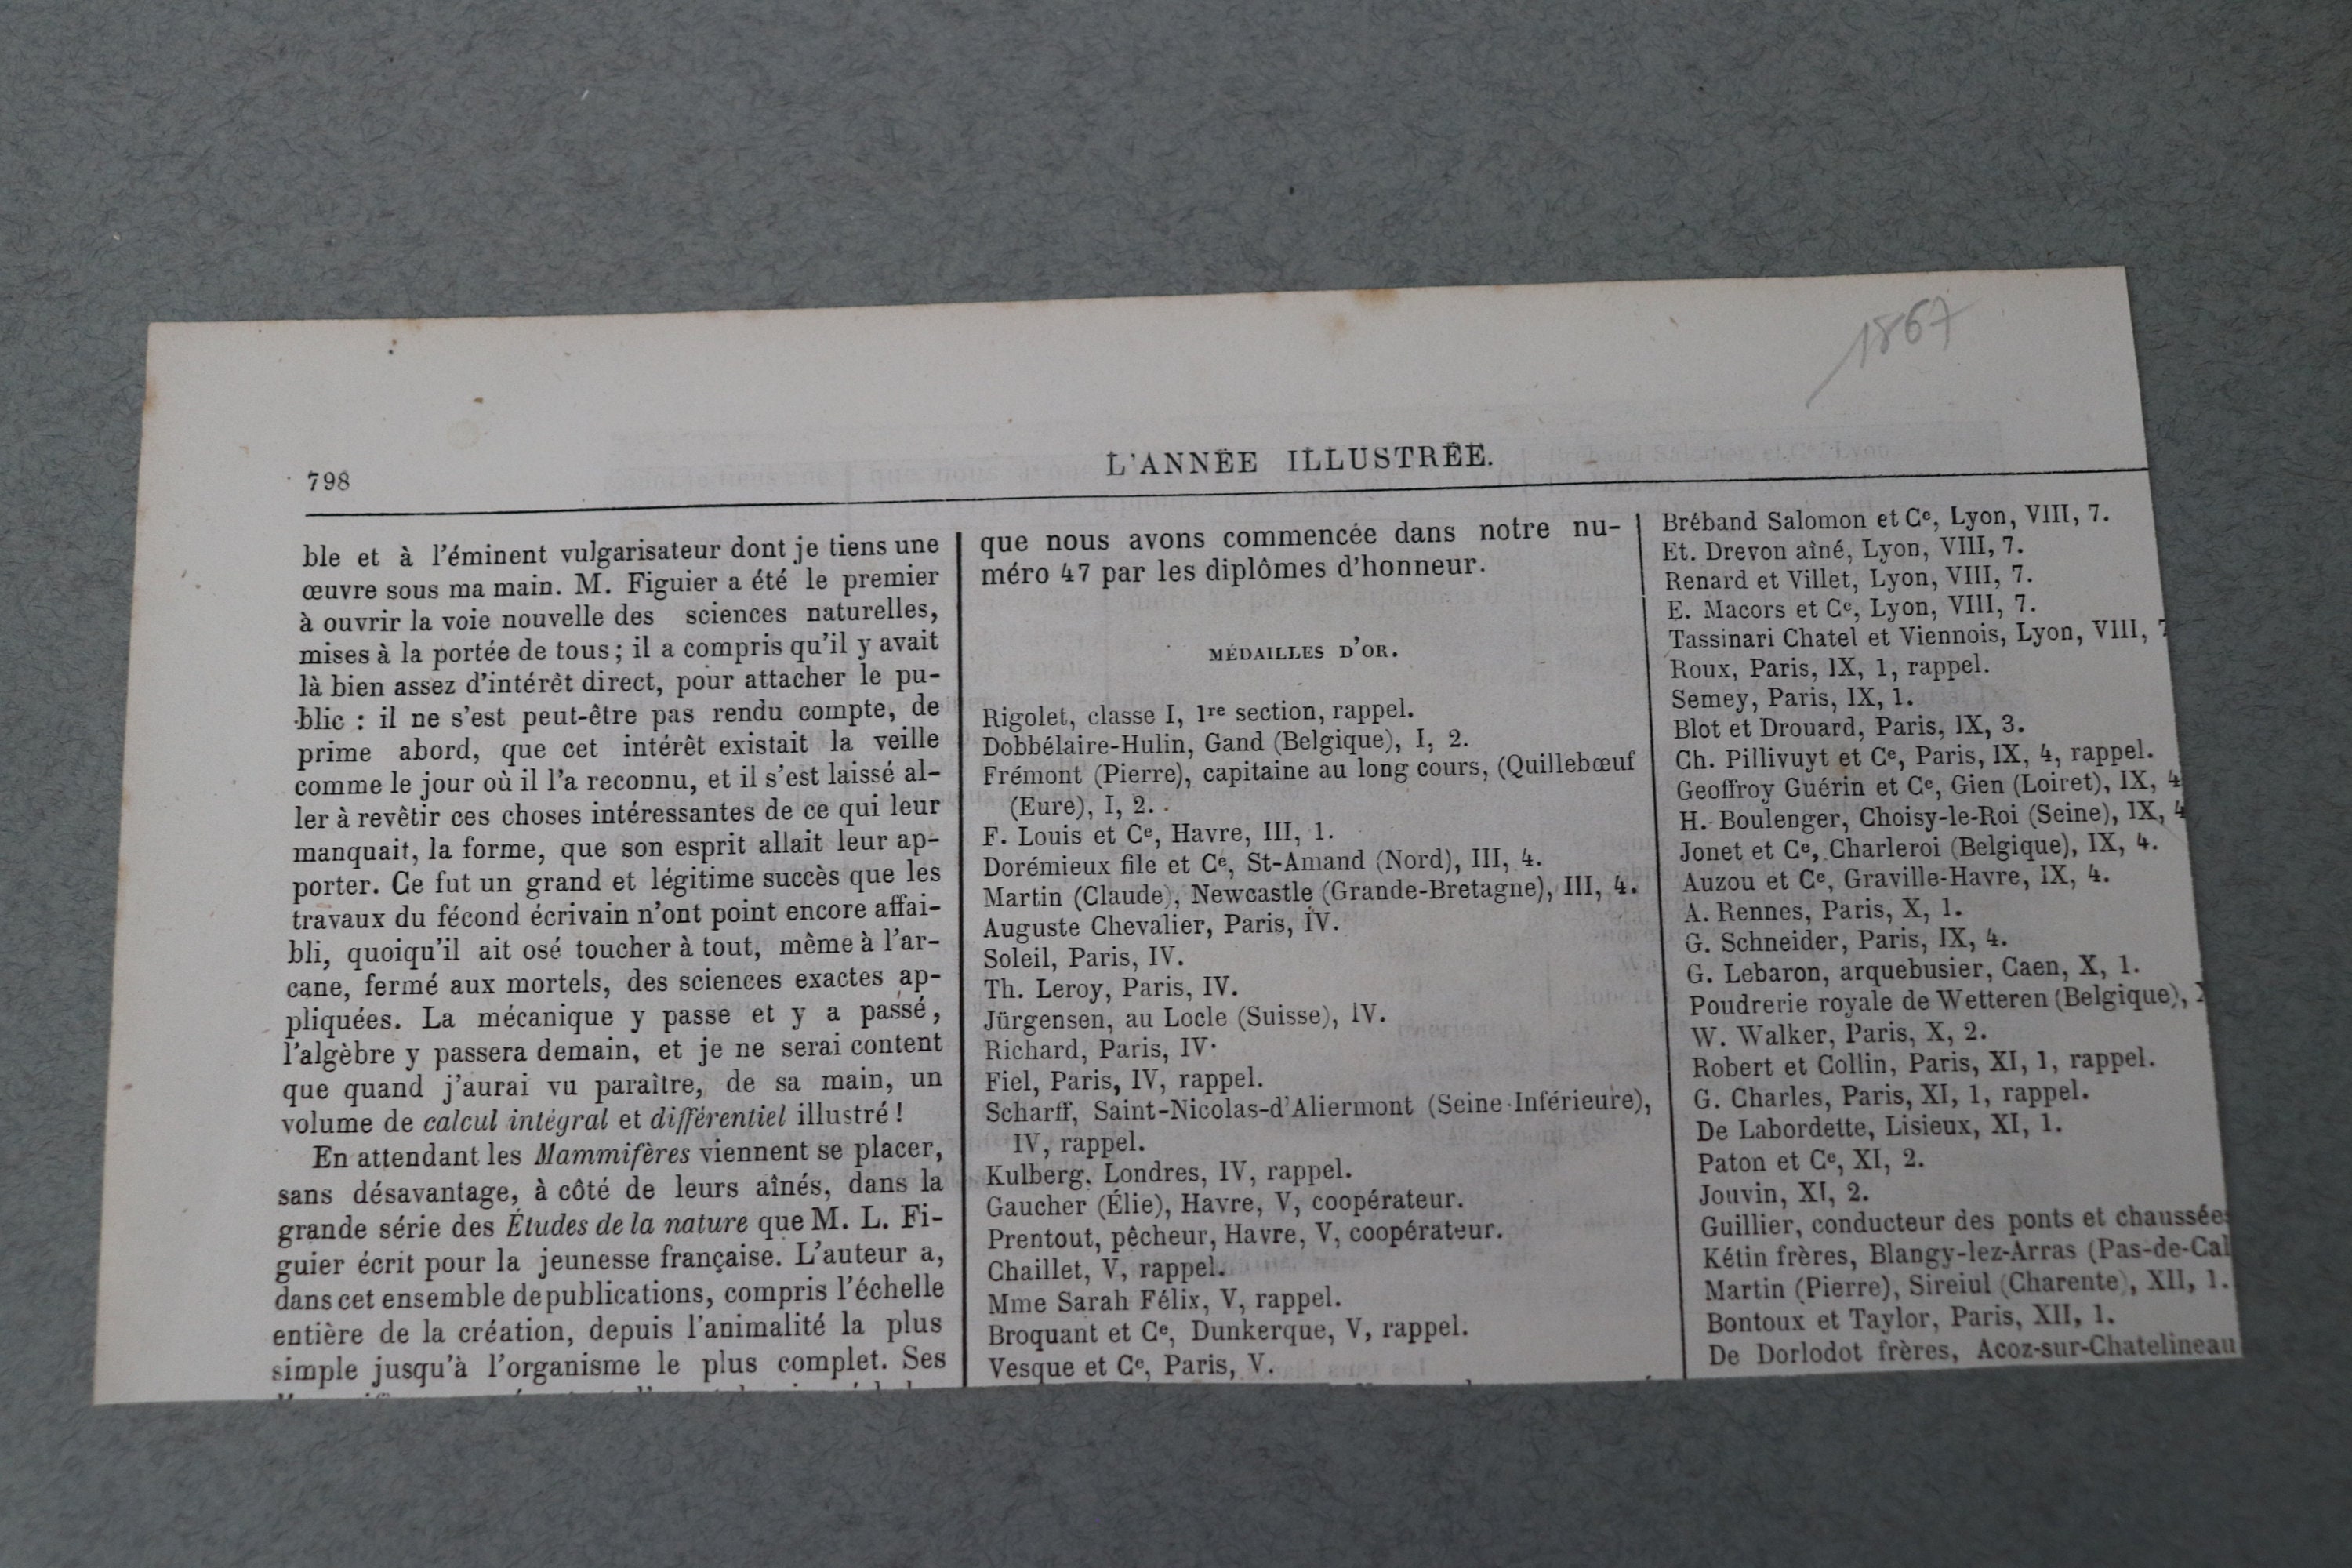 1867
798
L'ANNÉE ILLUSTRÉE.
ble et à l'éminent vulgarisateur dont je tiens une
œuvre sous ma main. M. Figuier a été le premier
à ouvrir la voie nouvelle des sciences naturelles,
mises à la portée de tous ; il a compris qu'il y avait
là bien assez d'intérêt direct, pour attacher le pu-
blic : il ne s'est peut-être pas rendu compte, de
prime abord, que cet intérêt existait la veille
comme le jour où il l'a reconnu, et il s'est laissé al-
ler à revêtir ces choses intéressantes de ce qui leur
manquait, la forme, que son esprit allait leur ap-
porter. Ce fut un grand et légitime succès que les
travaux du fécond écrivain n'ont point encore affai-
bli, quoiqu'il ait osé toucher à tout, même à l'ar-
cane, fermé aux mortels, des sciences exactes ap-
pliquées. La mécanique y passe et y a passé,
l'algèbre y passera demain, et je ne serai content
que quand j'aurai vu paraître, de sa main, un
volume de calcul intégral et différentiel illustré !
En attendant les Mammifères viennent se placer,
sans désavantage, à côté de leurs aînés, dans la
grande série des Études de la nature que M. L. Fi-
guier écrit pour la jeunesse française. L'auteur a,
dans cet ensemble de publications, compris l'échelle
entière de la création, depuis l'animalité la plus
simple jusqu'à l'organisme le plus complet. Ses
que nous avons commencée dans notre nu-
méro 47 par les diplômes d'honneur.
MÉDAILLES D'OR.
Rigolet, classe I, 1re section, rappel.
Dobbélaire-Hulin, Gand (Belgique), I, 2.
Frémont (Pierre), capitaine au long cours, (Quillebœuf
(Eure), I, 2.
F. Louis et Ce, Havre, III, 1.
Dorémieux file et Ce, St-Amand (Nord), III, 4.
Martin (Claude), Newcastle (Grande-Bretagne), III, 4.
Auguste Chevalier, Paris, IV.
Soleil, Paris, IV.
Th. Leroy, Paris, IV.
Jürgensen, au Locle (Suisse), IV.
Richard, Paris, IV.
Fiel, Paris, IV, rappel.
Scharff, Saint-Nicolas-d'Aliermont (Seine-Inférieure),
IV, rappel.
Kulberg, Londres, IV, rappel.
Gaucher (Élie), Havre, V, coopérateur.
Prentout, pêcheur, Havre, V, coopérateur.
Chaillet, V, rappel.
Mme Sarah Félix, V, rappel.
Broquant et Ce, Dunkerque, V, rappel.
Vesque et Ce, Paris, V.
Bréband Salomon et Ce, Lyon, VIII, 7.
Et. Drevon aîné, Lyon, VIII, 7.
Renard et Villet, Lyon, VIII, 7.
E. Macors et Ce, Lyon, VIII, 7.
Tassinari Chatel et Viennois, Lyon, VIII, 7
Roux, Paris, IX, 1, rappel.
Semey, Paris, IX, 1.
Blot et Drouard, Paris, IX, 3.
Ch. Pillivuyt et Ce, Paris, IX, 4, rappel.
Geoffroy Guérin et Ce, Gien (Loiret), IX, 4
H. Boulenger, Choisy-le-Roi (Seine), IX, 4
Jonet et Ce, Charleroi (Belgique), IX, 4.
Auzou et Ce, Graville-Havre, IX, 4.
A. Rennes, Paris, X, 1.
G. Schneider, Paris, IX, 4.
G. Lebaron, arquebusier, Caen, X, 1.
Poudrerie royale de Wetteren (Belgique),
W. Walker, Paris, X, 2.
Robert et Collin, Paris, XI, 1, rappel.
G. Charles, Paris, XI, 1, rappel.
De Labordette, Lisieux, XI, 1.
Paton et Ce, XI, 2.
Jouvin, XI, 2.
Guillier, conducteur des ponts et chaussées
Kétin frères, Blangy-lez-Arras (Pas-de-Cal
Martin (Pierre), Sireiul (Charente), XII, 1.
Bontoux et Taylor, Paris, XII, 1.
De Dorlodot frères, Acoz-sur-Chatelineau